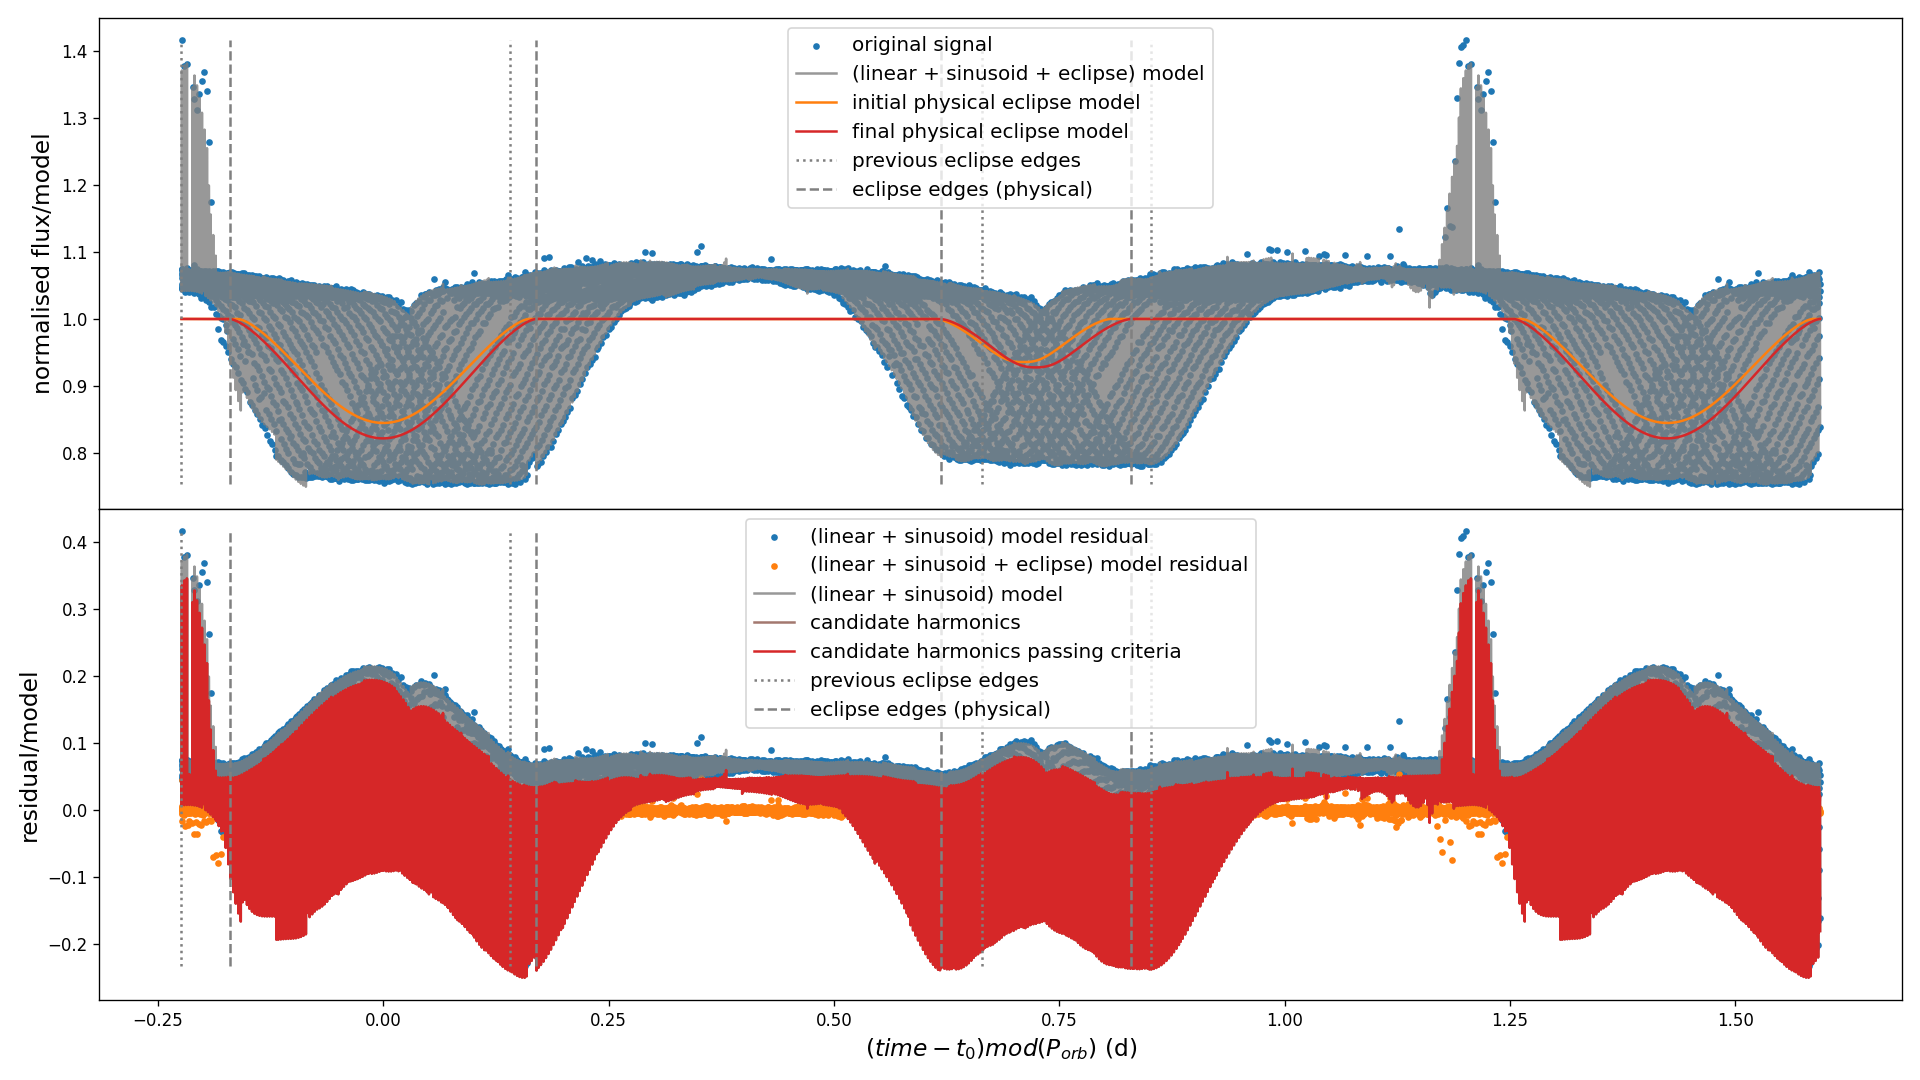 normalised flux/model
1.4
1.3
1.2
1.1
1.0
0.9
0.8
original signal
(linear + sinusoid + eclipse) model
initial physical eclipse model
final physical eclipse model
previous eclipse edges
eclipse edges (physical)
residual/model
0.4
0.3
0.2
0.1
0.0
−0.1
−0.2
(linear + sinusoid) model residual
(linear + sinusoid + eclipse) model residual
(linear + sinusoid) model
candidate harmonics
candidate harmonics passing criteria
previous eclipse edges
eclipse edges (physical)
−0.25 0.00 0.25 0.50 0.75 1.00 1.25 1.50
(time − t₀)mod(Pₒᵣb) (d)